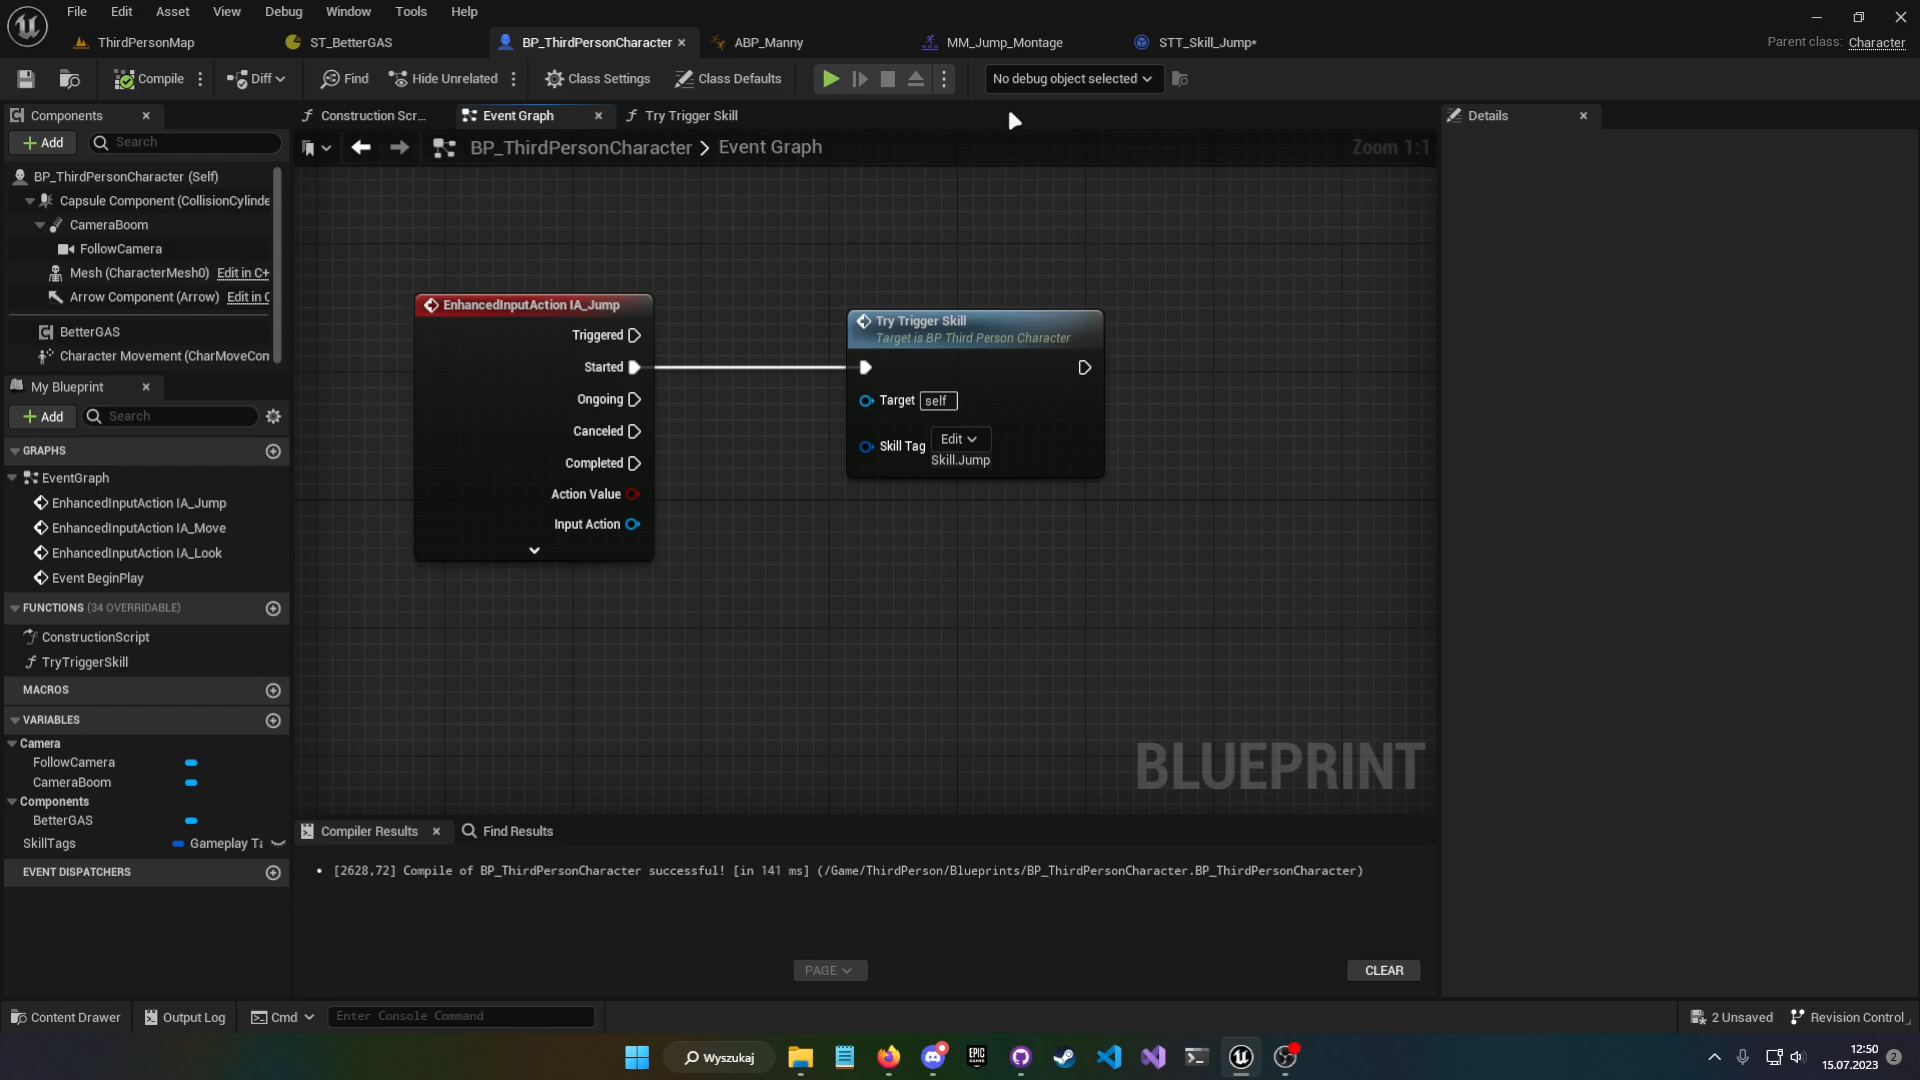 File Edit Asset View Debug Window Tools Help
ThirdPersonMap ST_BetterGAS BP_ThirdPersonCharacter ABP_Manny MM_Jump_Montage STT_Skill_Jump*
Parent class: Character
Compile Diff Find Hide Unrelated Class Settings Class Defaults No debug object selected
Components
Add Search
BP_ThirdPersonCharacter (Self)
Capsule Component (CollisionCylinde
CameraBoom
FollowCamera
Mesh (CharacterMesh0) Edit in C+
Arrow Component (Arrow) Edit in C
BetterGAS
Character Movement (CharMoveCon
My Blueprint
Add Search
GRAPHS
EventGraph
EnhancedInputAction IA_Jump
EnhancedInputAction IA_Move
EnhancedInputAction IA_Look
Event BeginPlay
FUNCTIONS (34 OVERRIDABLE)
ConstructionScript
TryTriggerSkill
MACROS
VARIABLES
Camera
FollowCamera
CameraBoom
Components
BetterGAS
SkillTags Gameplay Ta
EVENT DISPATCHERS
Construction Scr... Event Graph Try Trigger Skill
BP_ThirdPersonCharacter > Event Graph
Zoom 1:1
EnhancedInputAction IA_Jump
Triggered
Started
Ongoing
Canceled
Completed
Action Value
Input Action
Try Trigger Skill
Target is BP Third Person Character
Target self
Skill Tag Edit
Skill.Jump
BLUEPRINT
Compiler Results Find Results
[2628,72] Compile of BP_ThirdPersonCharacter successful! [in 141 ms] (/Game/ThirdPerson/Blueprints/BP_ThirdPersonCharacter.BP_ThirdPersonCharacter)
PAGE CLEAR
Details
Content Drawer Output Log Cmd Enter Console Command 2 Unsaved Revision Control
Wyszukaj
EPIC GAMES
12:50
15.07.2023
2